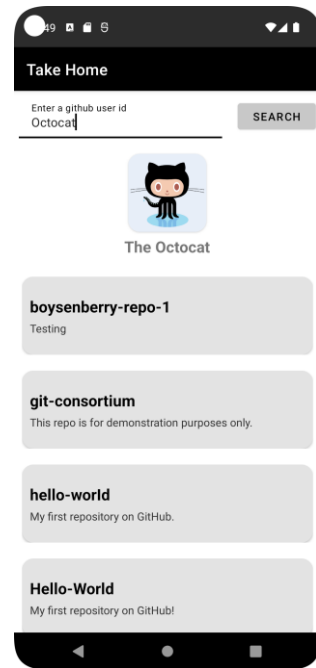 49
Take Home
Enter a github user id
Octocat
SEARCH
The Octocat
boysenberry-repo-1
Testing
git-consortium
This repo is for demonstration purposes only.
hello-world
My first repository on GitHub.
Hello-World
My first repository on GitHub!